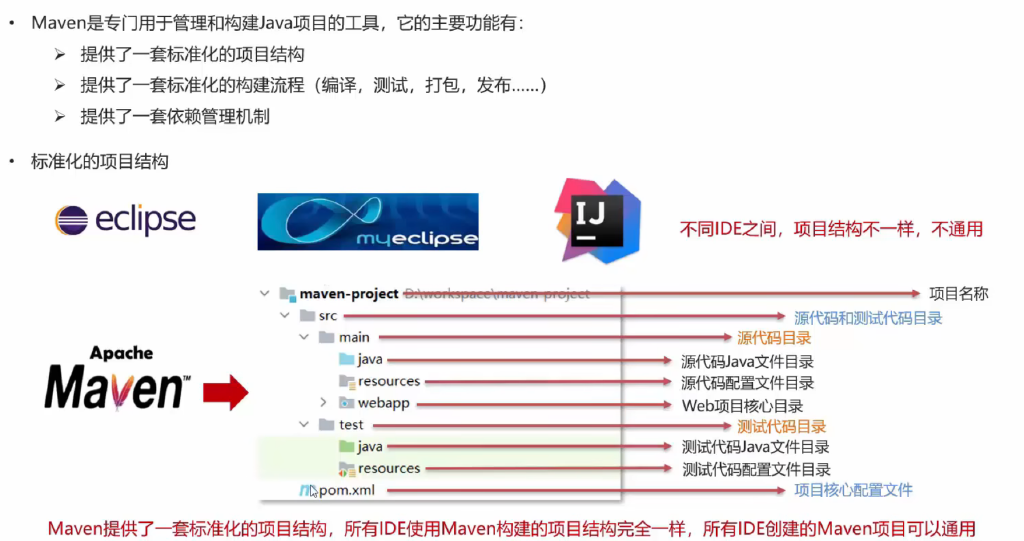 • Maven是专门用于管理和构建Java项目的工具，它的主要功能有：
➢ 提供了一套标准化的项目结构
➢ 提供了一套标准化的构建流程（编译，测试，打包，发布……）
➢ 提供了一套依赖管理机制
• 标准化的项目结构
eclipse
myeclipse
IJ
不同IDE之间，项目结构不一样，不通用
maven-project D:\workspace\maven-project 项目名称
src 源代码和测试代码目录
main 源代码目录
Apache
Maven™
java 源代码Java文件目录
resources 源代码配置文件目录
webapp Web项目核心目录
test 测试代码目录
java 测试代码Java文件目录
resources 测试代码配置文件目录
pom.xml 项目核心配置文件
Maven提供了一套标准化的项目结构，所有IDE使用Maven构建的项目结构完全一样，所有IDE创建的Maven项目可以通用